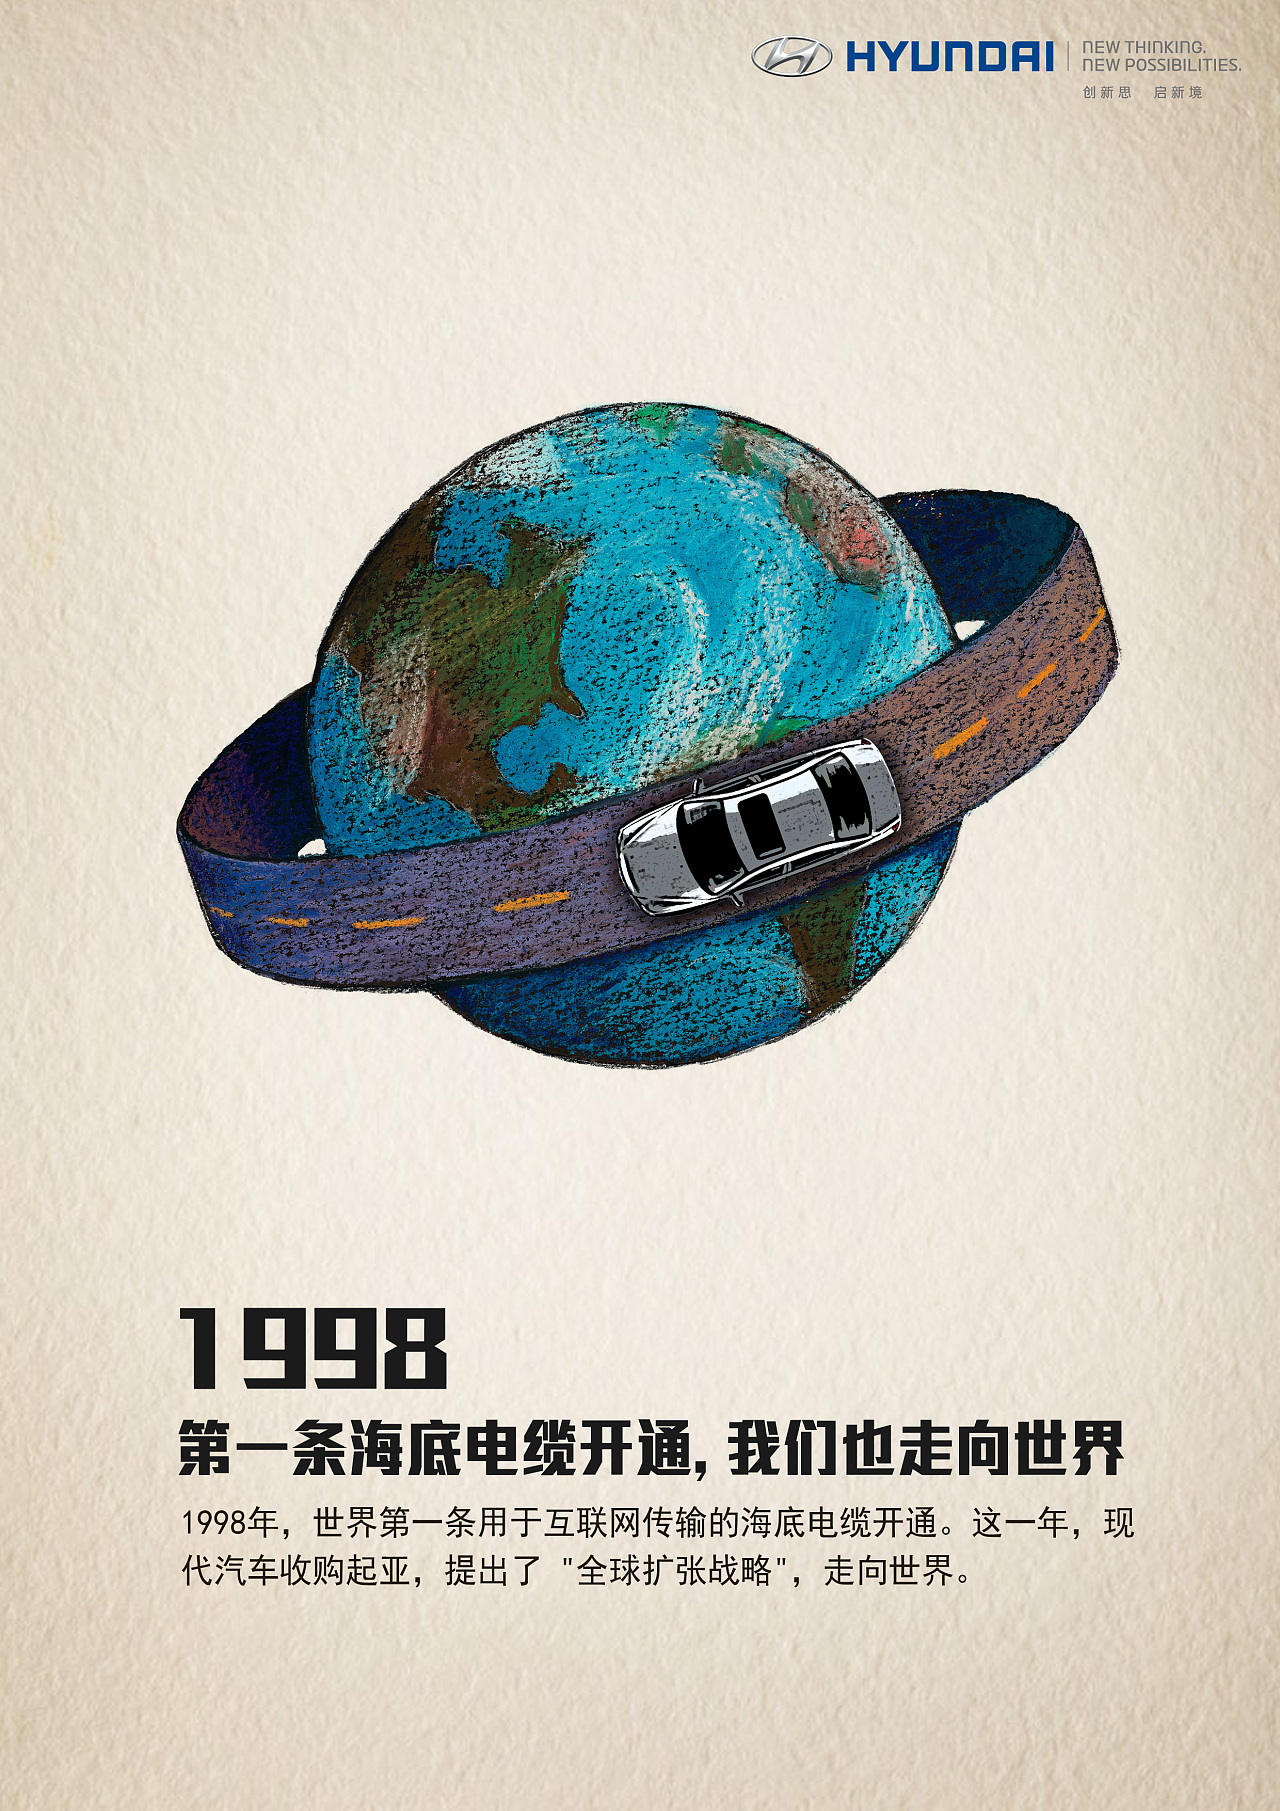 HYUNDAI
NEW THINKING.
NEW POSSIBILITIES.
创新思 启新境
1998
第一条海底电缆开通，我们也走向世界
1998年，世界第一条用于互联网传输的海底电缆开通。这一年，现
代汽车收购起亚，提出了 "全球扩张战略"，走向世界。